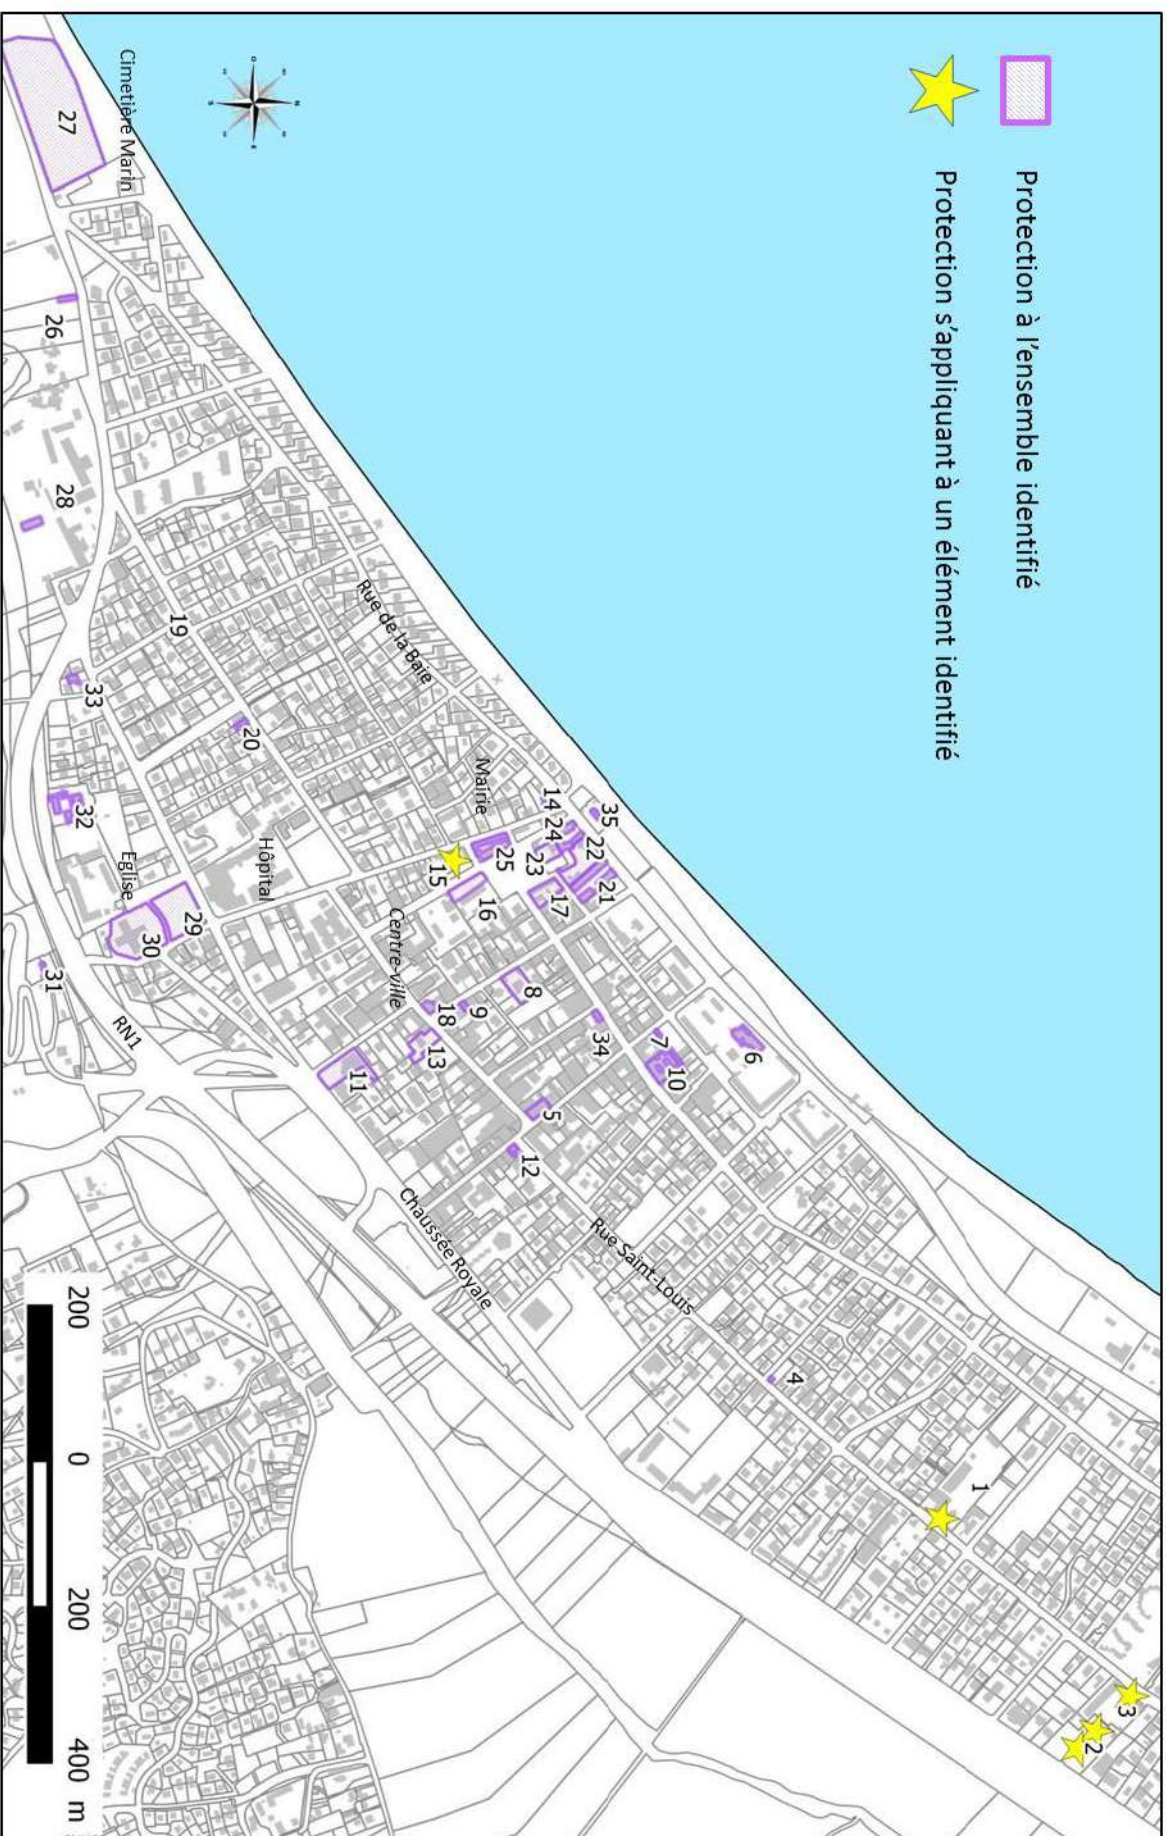 Protection à l'ensemble identifié
Protection s'appliquant à un élément identifié
Cimetière Marin
27
26
28
19
33
20
32
Rue de la Baie
Mairie
Hôpital
Eglise
14
35
24
22
23
25
21
15
16
17
29
30
31
Centre-ville
RN1
8
9
18
13
11
34
7
10
6
5
12
Chaussée Royale
Rue Saint-Louis
4
1
3
2
200 0 200 400 m